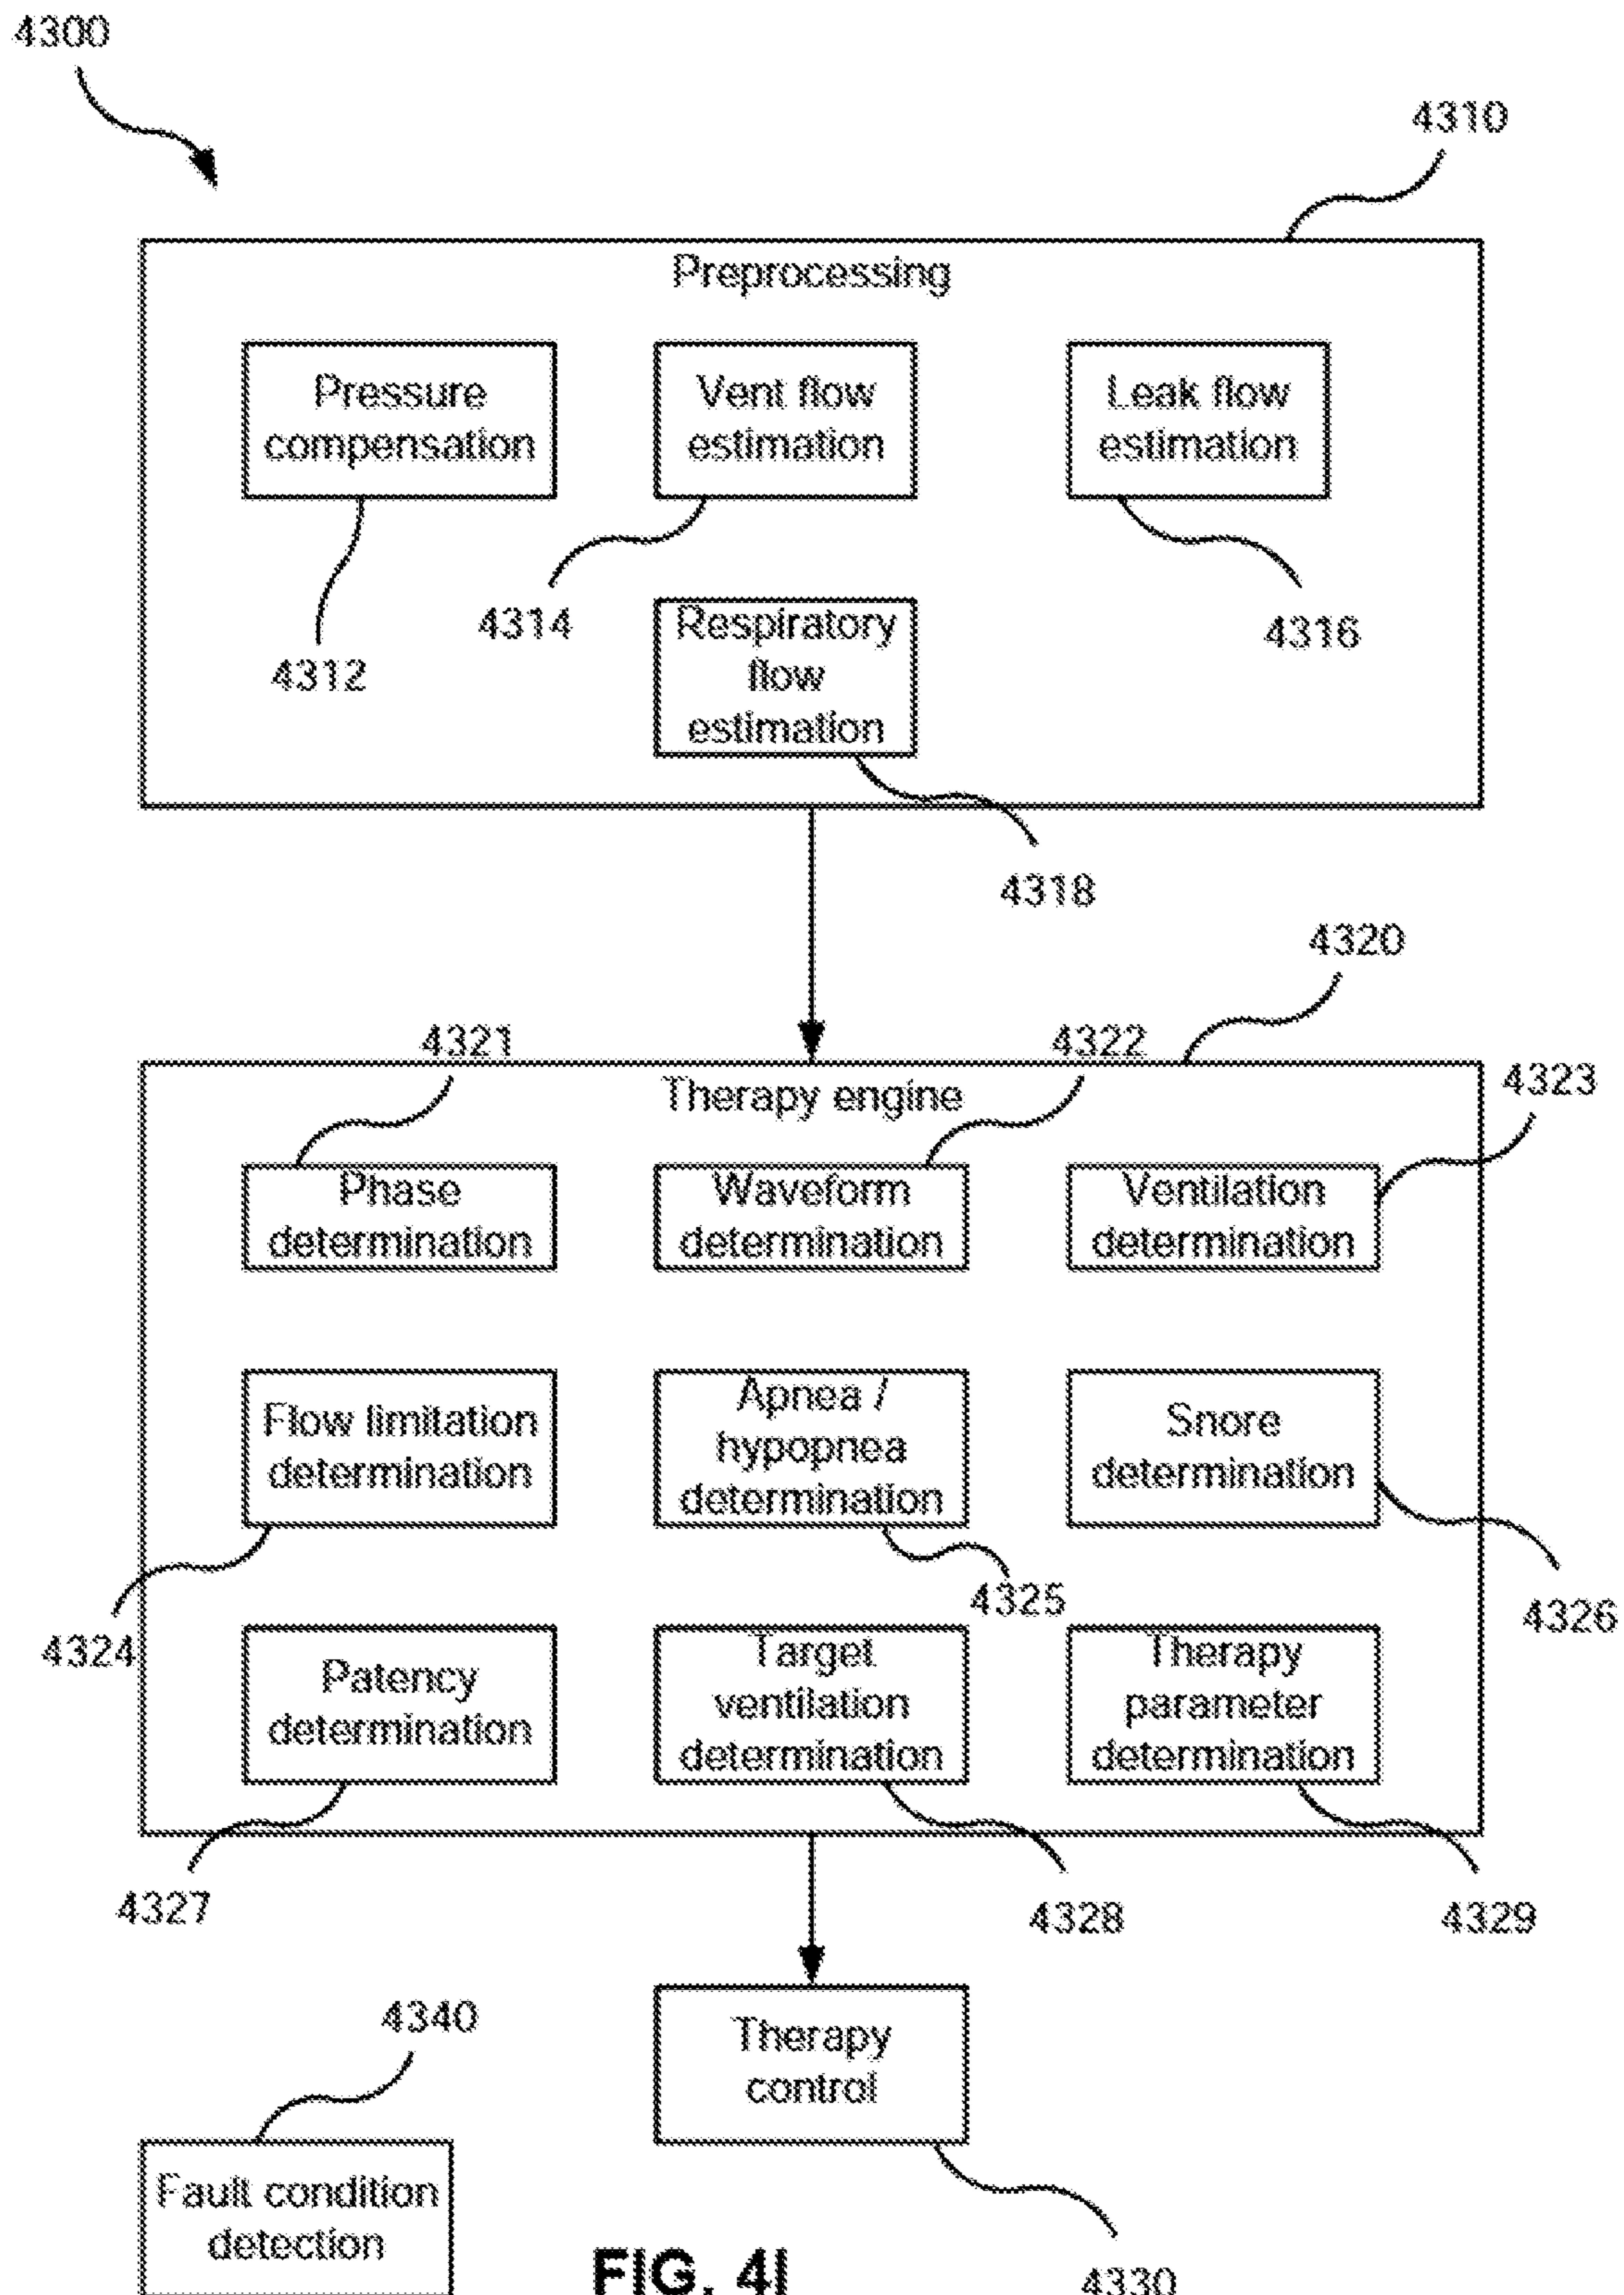 4300
4310
Preprocessing
Pressure
compensation
Vent flow
estimation
Leak flow
estimation
4312
4314
4316
Respiratory
flow
estimation
4318
4320
4321
4322
4323
Therapy engine
Phase
determination
Waveform
determination
Ventilation
determination
Flow limitation
determination
Apnea /
hypopnea
determination
Snore
determination
4324
4325
4326
Patency
determination
Target
ventilation
determination
Therapy
parameter
determination
4327
4328
4329
4340
Therapy
control
Fault condition
detection
FIG. 4I
4330